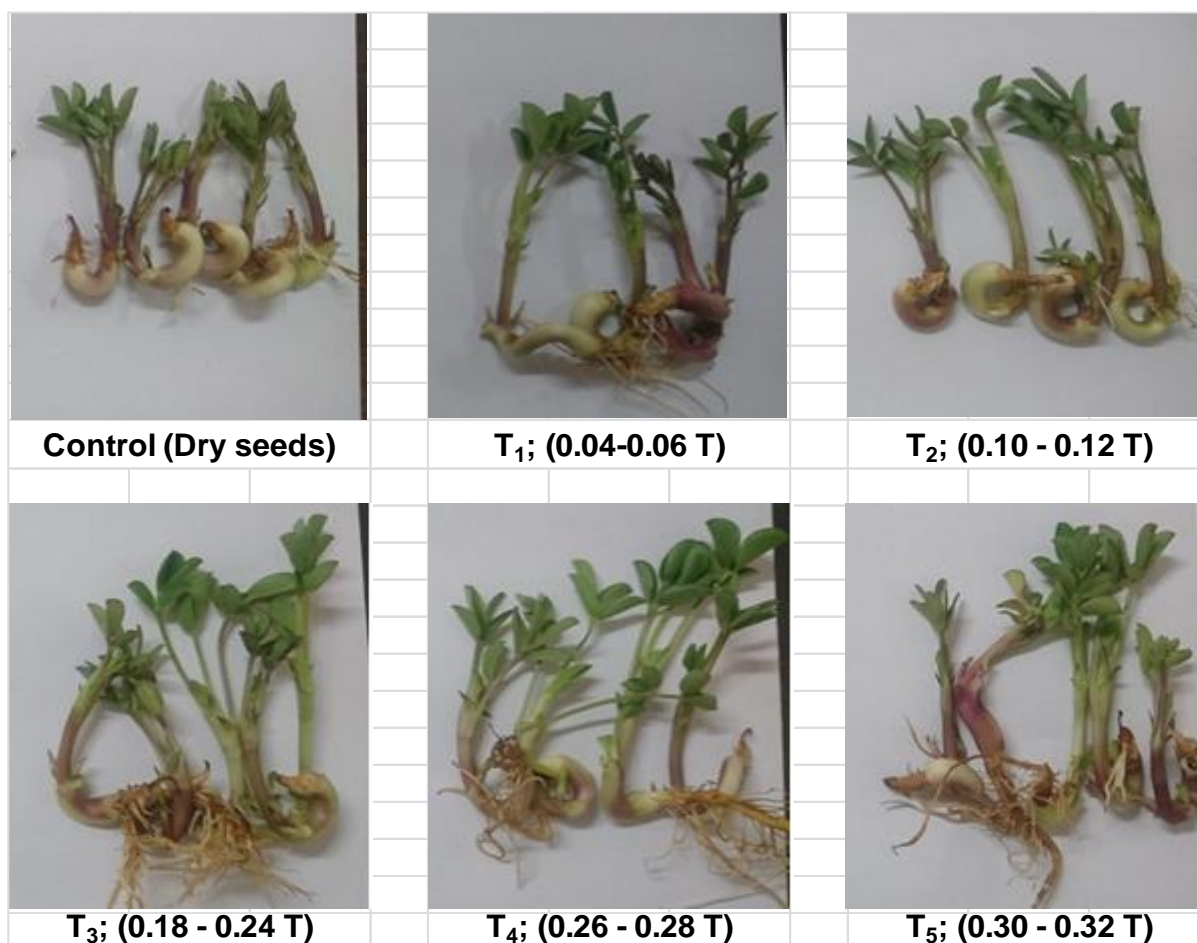 Control (Dry seeds)
T₁; (0.04-0.06 T)
T₂; (0.10 - 0.12 T)
T₃; (0.18 - 0.24 T)
T₄; (0.26 - 0.28 T)
T₅; (0.30 - 0.32 T)